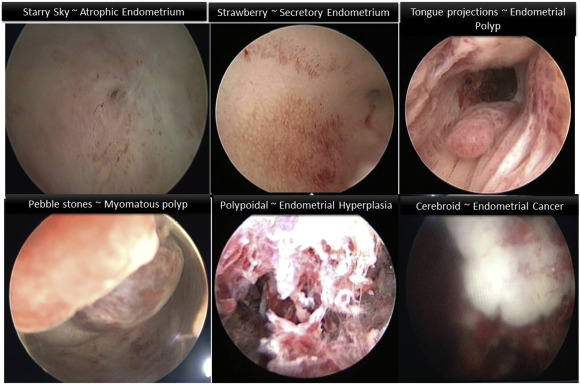 Starry Sky ~ Atrophic Endometrium
Strawberry ~ Secretory Endometrium
Tongue projections ~ Endometrial
Polyp
Pebble stones ~ Myomatous polyp
Polypoidal ~ Endometrial Hyperplasia
Cerebroid ~ Endometrial Cancer